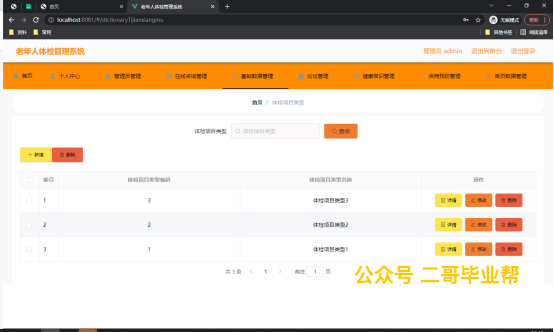 首页
老年人体检管理系统
localhost:8081/#/dictionaryTijianxiangmu
无痕模式
更新
资料
常用
其他书签
阅读清单
老年人体检管理系统
管理员 admin
退出到前台
退出登录
首页
个人中心
管理员管理
在线咨询管理
基础数据管理
论坛管理
健康知识管理
疾病预防管理
单页数据管理
首页 / 体检项目类型
体检项目类型
体检项目类型
查询
+ 新增
删除
索引
体检项目类型编码
体检项目类型名称
操作
1
3
体检项目类型3
详情
修改
删除
2
2
体检项目类型2
详情
修改
删除
3
1
体检项目类型1
详情
修改
删除
共 3 条
<
1
>
前往
1
页
公众号 二哥毕业帮